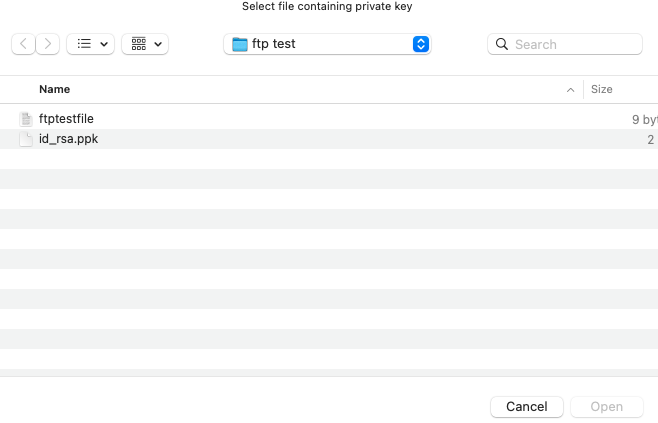 Select file containing private key
ftp test
Search
Name Size
ftptestfile 9 byt
id_rsa.ppk 2
Cancel Open